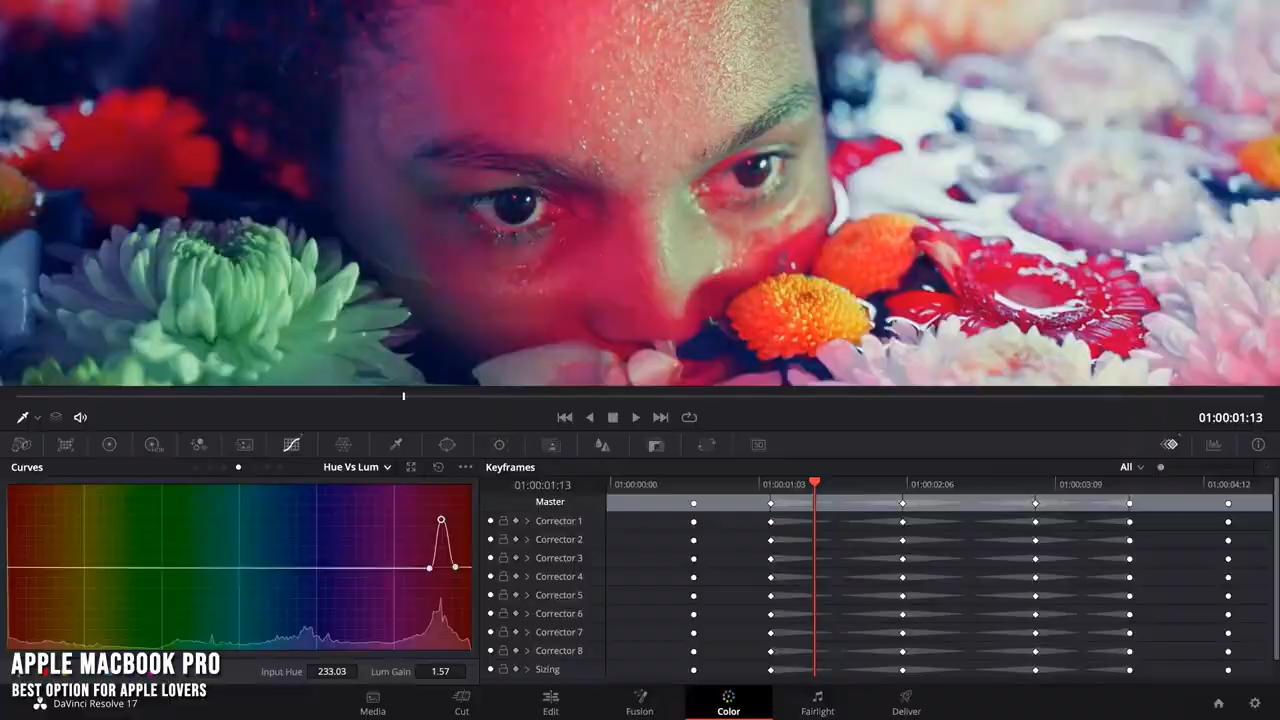 01:00:01:13
Curves
Hue Vs Lum
Keyframes
All
01:00:01:13
01:00:00:00
01:00:01:03
01:00:02:06
01:00:03:09
01:00:04:12
Master
Corrector 1
Corrector 2
Corrector 3
Corrector 4
Corrector 5
Corrector 6
Corrector 7
Corrector 8
Sizing
Input Hue 233.03 Lum Gain 1.57
APPLE MACBOOK PRO
BEST OPTION FOR APPLE LOVERS
DaVinci Resolve 17
Media
Cut
Edit
Fusion
Color
Fairlight
Deliver